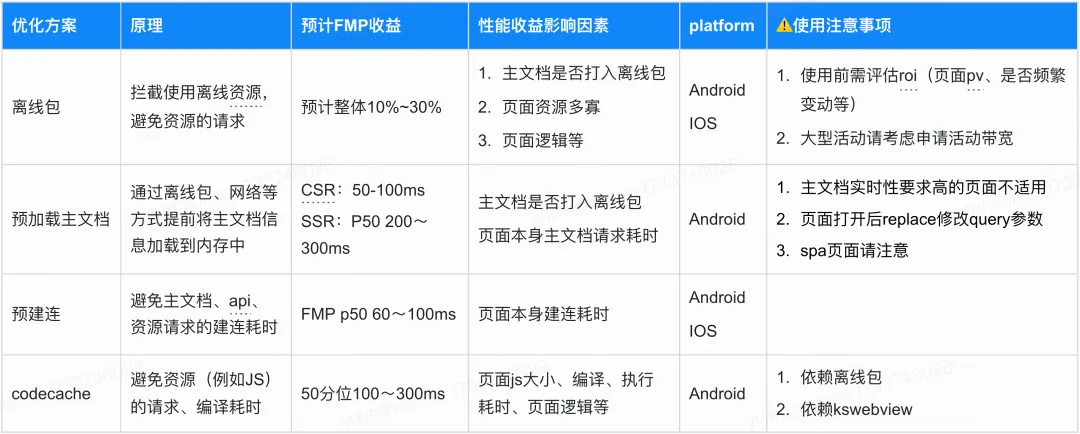 优化方案
原理
预计FMP收益
性能收益影响因素
platform
⚠️使用注意事项
离线包
拦截使用离线资源，
避免资源的请求
预计整体10%~30%
1. 主文档是否打入离线包
2. 页面资源多寡
3. 页面逻辑等
Android
IOS
1. 使用前需评估roi（页面pv、是否频繁
变动等）
2. 大型活动请考虑申请活动带宽
预加载主文档
通过离线包、网络等
方式提前将主文档信
息加载到内存中
CSR：50-100ms
SSR：P50 200～
300ms
主文档是否打入离线包
页面本身主文档请求耗时
Android
1. 主文档实时性要求高的页面不适用
2. 页面打开后replace修改query参数
3. spa页面请注意
预建连
避免主文档、api、
资源请求的建连耗时
FMP p50 60～100ms
页面本身建连耗时
Android
IOS
codecache
避免资源（例如JS）
的请求、编译耗时
50分位100～300ms
页面js大小、编译、执行
耗时、页面逻辑等
Android
1. 依赖离线包
2. 依赖kswebview